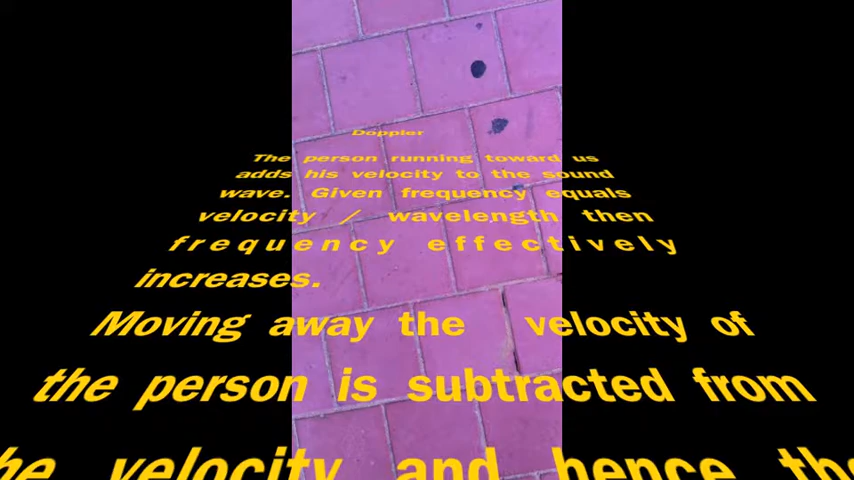 Doppler
The person running toward us
adds his velocity to the sound
wave. Given frequency equals
velocity / wavelength then
frequency effectively
increases.
Moving away the velocity of
the person is subtracted from
velocity and hence